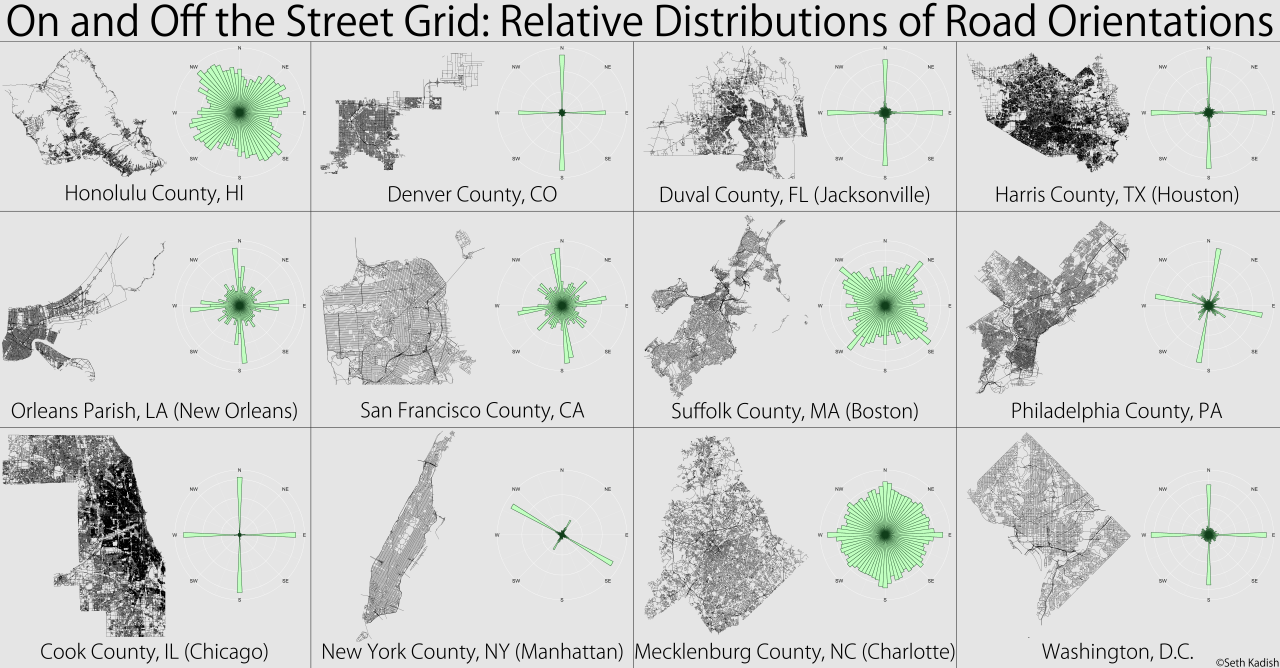 On and Off the Street Grid: Relative Distributions of Road Orientations
N
NW NE
W E
SW SE
S
Honolulu County, HI
N
NW NE
W E
SW SE
S
Denver County, CO
N
NW NE
W E
SW SE
S
Duval County, FL (Jacksonville)
N
NW NE
W E
SW SE
S
Harris County, TX (Houston)
N
NW NE
W E
SW SE
S
Orleans Parish, LA (New Orleans)
N
NW NE
W E
SW SE
S
San Francisco County, CA
N
NW NE
W E
SW SE
S
Suffolk County, MA (Boston)
N
NW NE
W E
SW SE
S
Philadelphia County, PA
N
NW NE
W E
SW SE
S
Cook County, IL (Chicago)
N
NW NE
W E
SW SE
S
New York County, NY (Manhattan)
N
NW NE
W E
SW SE
S
Mecklenburg County, NC (Charlotte)
N
NW NE
W E
SW SE
S
Washington, D.C.
©Seth Kadish